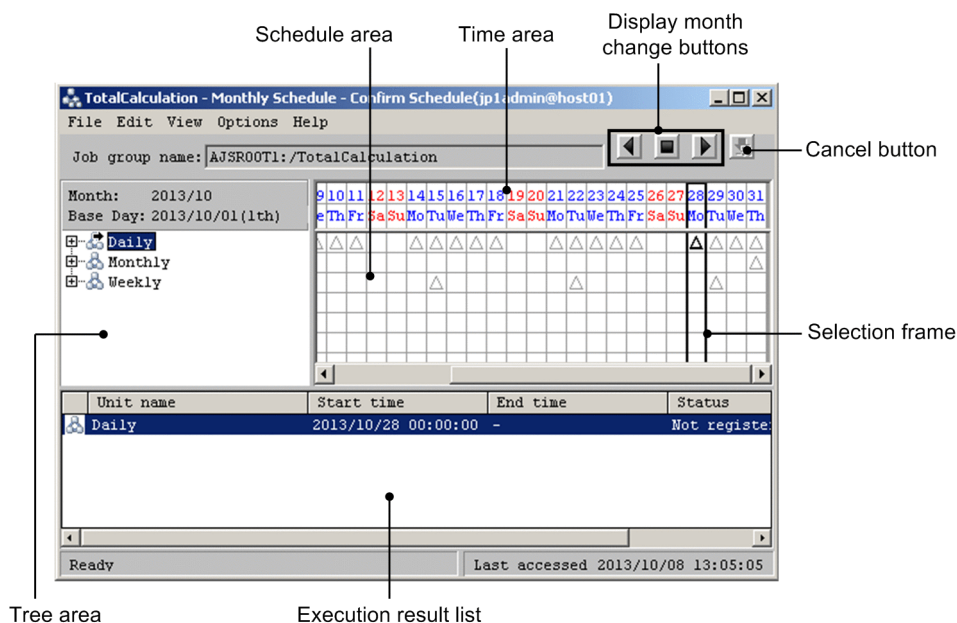 Display month
change buttons
Schedule area
Time area
TotalCalculation - Monthly Schedule - Confirm Schedule(jp1admin@host01)
File Edit View Options Help
Job group name: AJSROOT1:/TotalCalculation
Cancel button
Month: 2013/10
Base Day: 2013/10/01(1th)
9 10 11 12 13 14 15 16 17 18 19 20 21 22 23 24 25 26 27 28 29 30 31
e Th Fr Sa Su Mo Tu We Th Fr Sa Su Mo Tu We Th Fr Sa Su Mo Tu We Th
Daily
Monthly
Weekly
Selection frame
Unit name Start time End time Status
Daily 2013/10/28 00:00:00 - Not register
Ready Last accessed 2013/10/08 13:05:05
Tree area
Execution result list